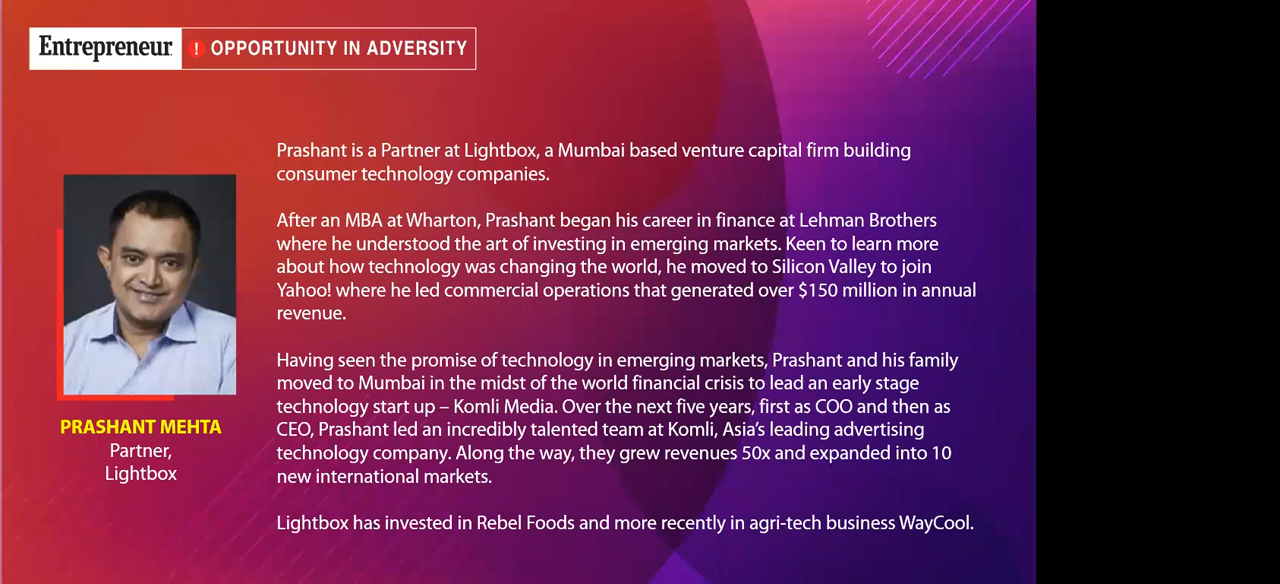 Entrepreneur
! OPPORTUNITY IN ADVERSITY
Prashant is a Partner at Lightbox, a Mumbai based venture capital firm building
consumer technology companies.
After an MBA at Wharton, Prashant began his career in finance at Lehman Brothers
where he understood the art of investing in emerging markets. Keen to learn more
about how technology was changing the world, he moved to Silicon Valley to join
Yahoo! where he led commercial operations that generated over $150 million in annual
revenue.
Having seen the promise of technology in emerging markets, Prashant and his family
moved to Mumbai in the midst of the world financial crisis to lead an early stage
technology start up – Komli Media. Over the next five years, first as COO and then as
CEO, Prashant led an incredibly talented team at Komli, Asia’s leading advertising
technology company. Along the way, they grew revenues 50x and expanded into 10
new international markets.
Lightbox has invested in Rebel Foods and more recently in agri-tech business WayCool.
PRASHANT MEHTA
Partner,
Lightbox